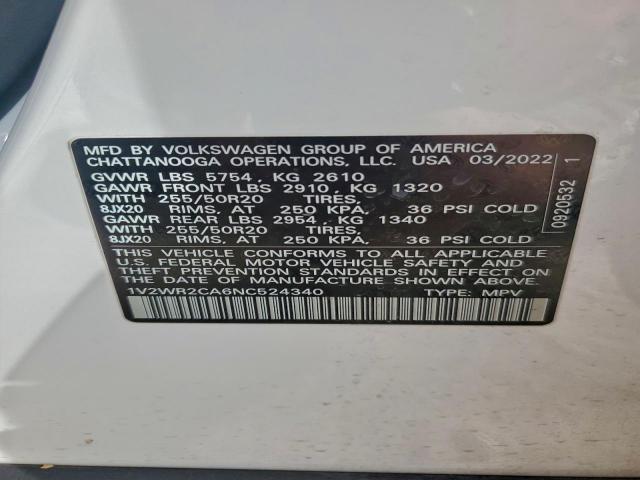 MFD BY VOLKSWAGEN GROUP OF AMERICA
CHATTANOOGA OPERATIONS, LLC. USA 03/2022
GVWR LBS 5754 , KG 2610
GAWR FRONT LBS 2910 , KG 1320
WITH 255/50R20 TIRES,
8JX20 RIMS, AT 250 KPA, 36 PSI COLD
GAWR REAR LBS 2954 , KG 1340
WITH 255/50R20 TIRES,
8JX20 RIMS, AT 250 KPA, 36 PSI COLD
THIS VEHICLE CONFORMS TO ALL APPLICABLE
U.S. FEDERAL MOTOR VEHICLE SAFETY AND
THEFT PREVENTION STANDARDS IN EFFECT ON
THE DATE OF MANUFACTURE SHOWN ABOVE.
1V2WR2CA6NC524340 TYPE: MPV
0920532 1